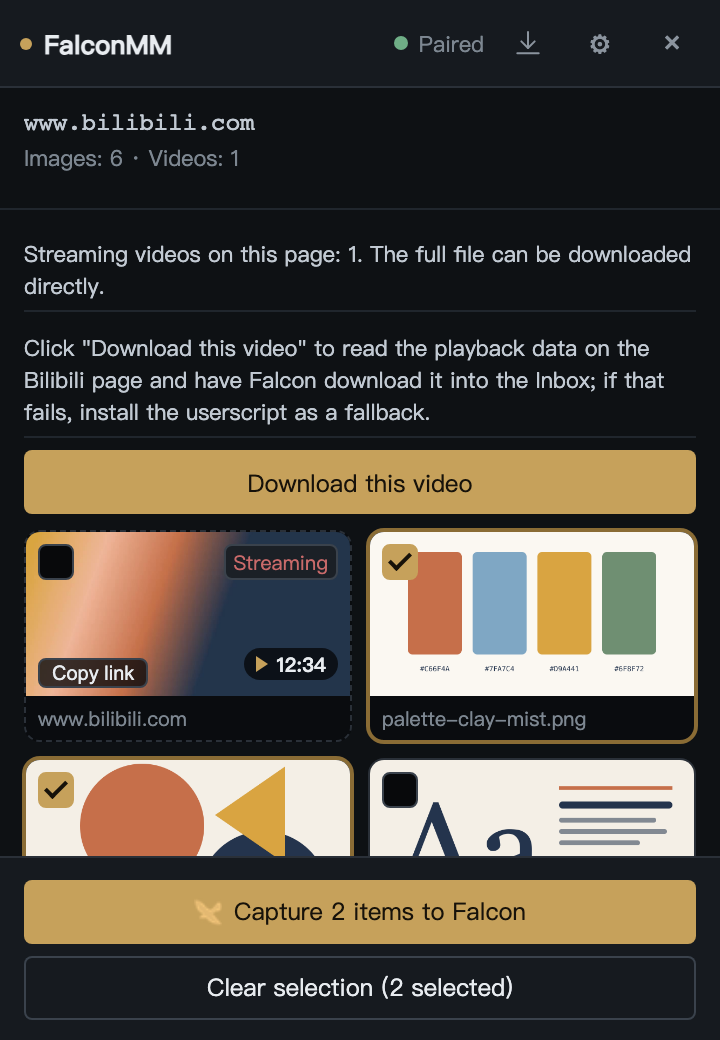 FalconMM
Paired
www.bilibili.com
Images: 6 · Videos: 1
Streaming videos on this page: 1. The full file can be downloaded
directly.
Click "Download this video" to read the playback data on the
Bilibili page and have Falcon download it into the Inbox; if that
fails, install the userscript as a fallback.
Download this video
Streaming
Copy link
12:34
www.bilibili.com
#C66F4A
#7FA7C4
#D9A441
#6F8F72
palette-clay-mist.png
Aa
Capture 2 items to Falcon
Clear selection (2 selected)